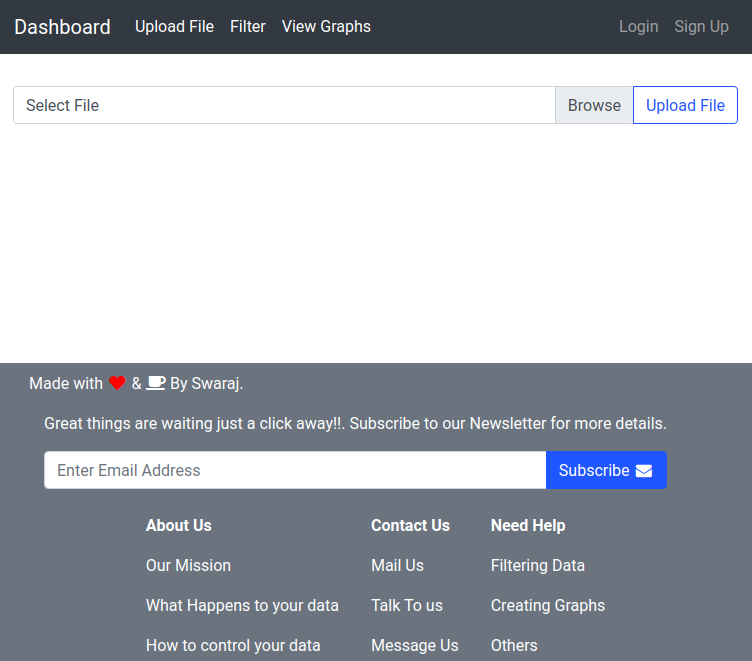 Dashboard Upload File Filter View Graphs Login Sign Up
Select File Browse Upload File
Made with & By Swaraj.
Great things are waiting just a click away!!. Subscribe to our Newsletter for more details.
Enter Email Address Subscribe
About Us Contact Us Need Help
Our Mission Mail Us Filtering Data
What Happens to your data Talk To us Creating Graphs
How to control your data Message Us Others